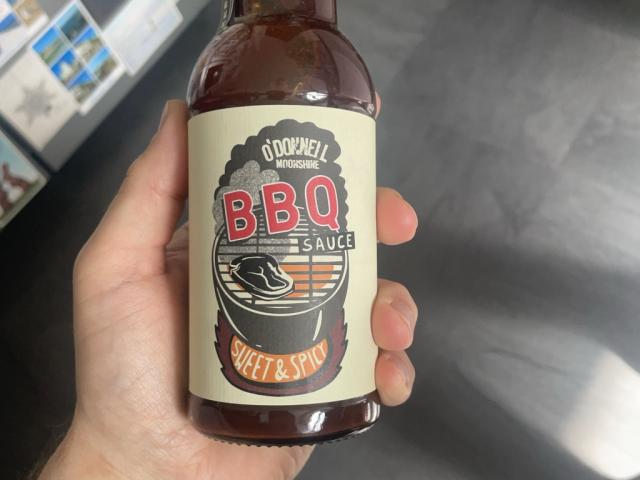 O'DONNELL
MOONSHINE
BBQ
SAUCE
SWEET & SPICY